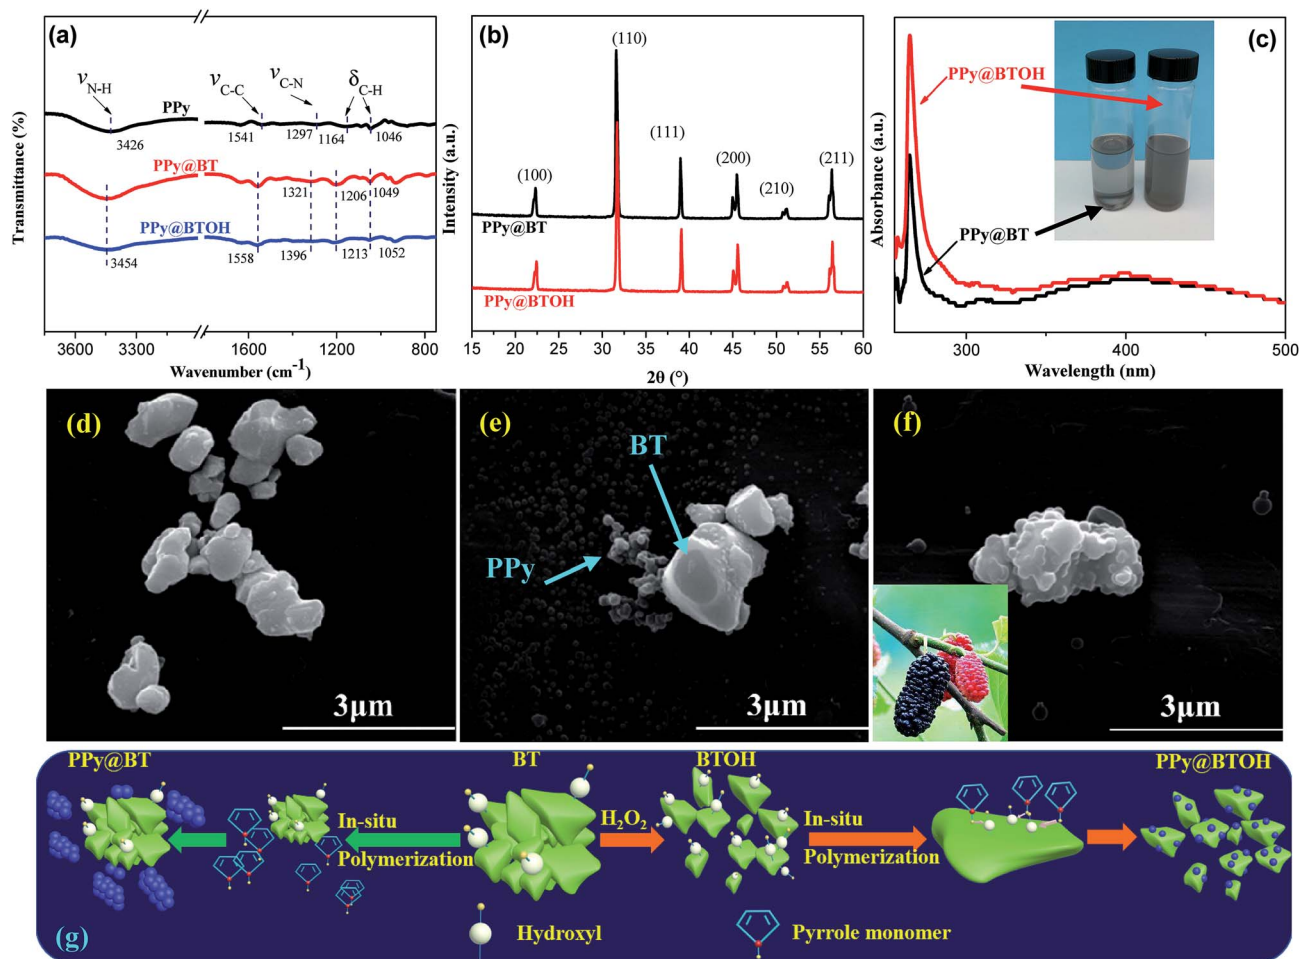 (a)
ν N-H
PPy
ν C-C
ν C-N
δ C-H
3426
1541
1297
1164
1046
PPy@BT
1321
1206
1049
PPy@BTOH
3454
1558
1396
1213
1052
3600
3300
1600
1200
800
Wavenumber (cm-1)
Transmittance (%)
(b)
(110)
(100)
(111)
(200)
(210)
(211)
PPy@BT
PPy@BTOH
15
20
25
30
35
40
45
50
55
60
2θ (°)
Intensity (a.u.)
(c)
PPy@BTOH
PPy@BT
300
400
500
Wavelength (nm)
Absorbance (a.u.)
(d)
3μm
(e)
BT
PPy
3μm
(f)
3μm
PPy@BT
BT
BTOH
PPy@BTOH
In-situ
Polymerization
H2O2
In-situ
Polymerization
(g)
Hydroxyl
Pyrrole monomer